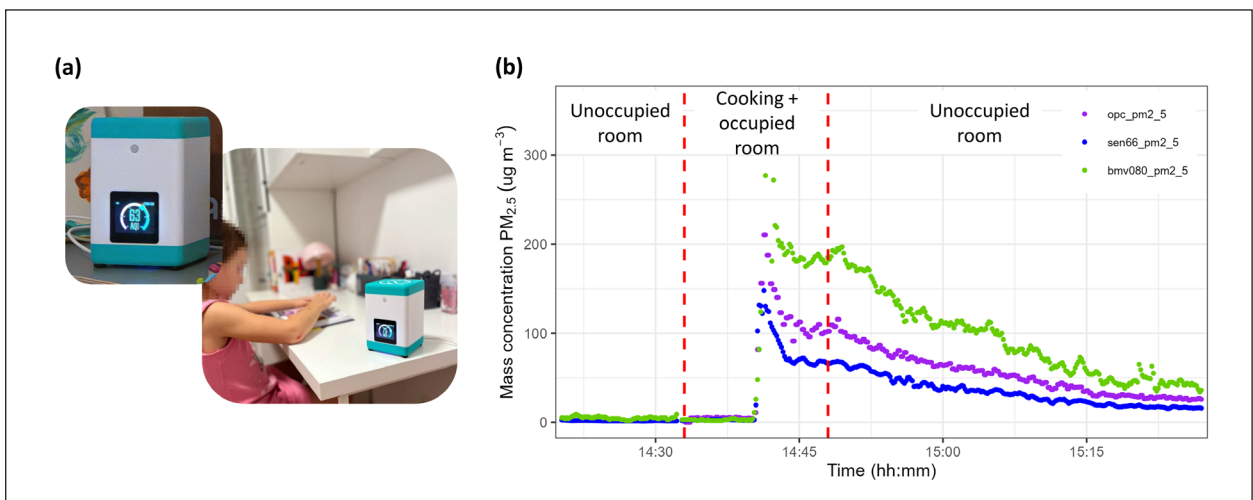 (a)
63
AQI
(b)
Unoccupied
room
Cooking +
occupied
room
Unoccupied
room
opc_pm2_5
sen66_pm2_5
bmv080_pm2_5
Mass concentration PM2.5 (ug m−3)
300
200
100
0
14:30
14:45
15:00
15:15
Time (hh:mm)